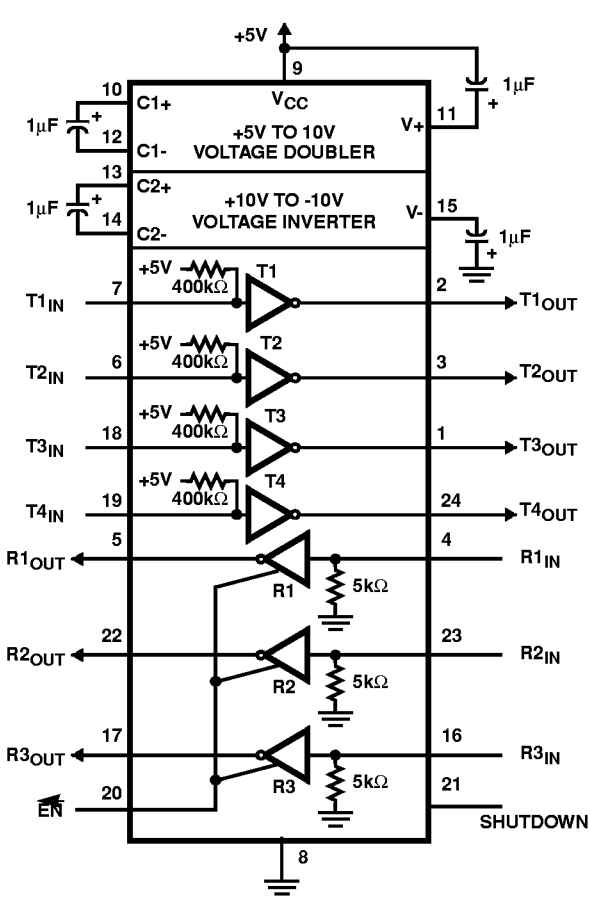 +5V
9
10
C1+
VCC
1µF
+
1µF
+
+5V TO 10V
VOLTAGE DOUBLER
V+
11
12
C1-
13
C2+
+10V TO -10V
VOLTAGE INVERTER
V-
15
1µF
+
1µF
+
14
C2-
+5V
400kΩ
T1
T1IN
7
2
T1OUT
+5V
400kΩ
T2
T2IN
6
3
T2OUT
+5V
400kΩ
T3
T3IN
18
1
T3OUT
+5V
400kΩ
T4
T4IN
19
24
T4OUT
R1OUT
5
4
R1IN
R1
5kΩ
R2OUT
22
23
R2IN
R2
5kΩ
R3OUT
17
16
R3IN
R3
5kΩ
EN
20
21
SHUTDOWN
8